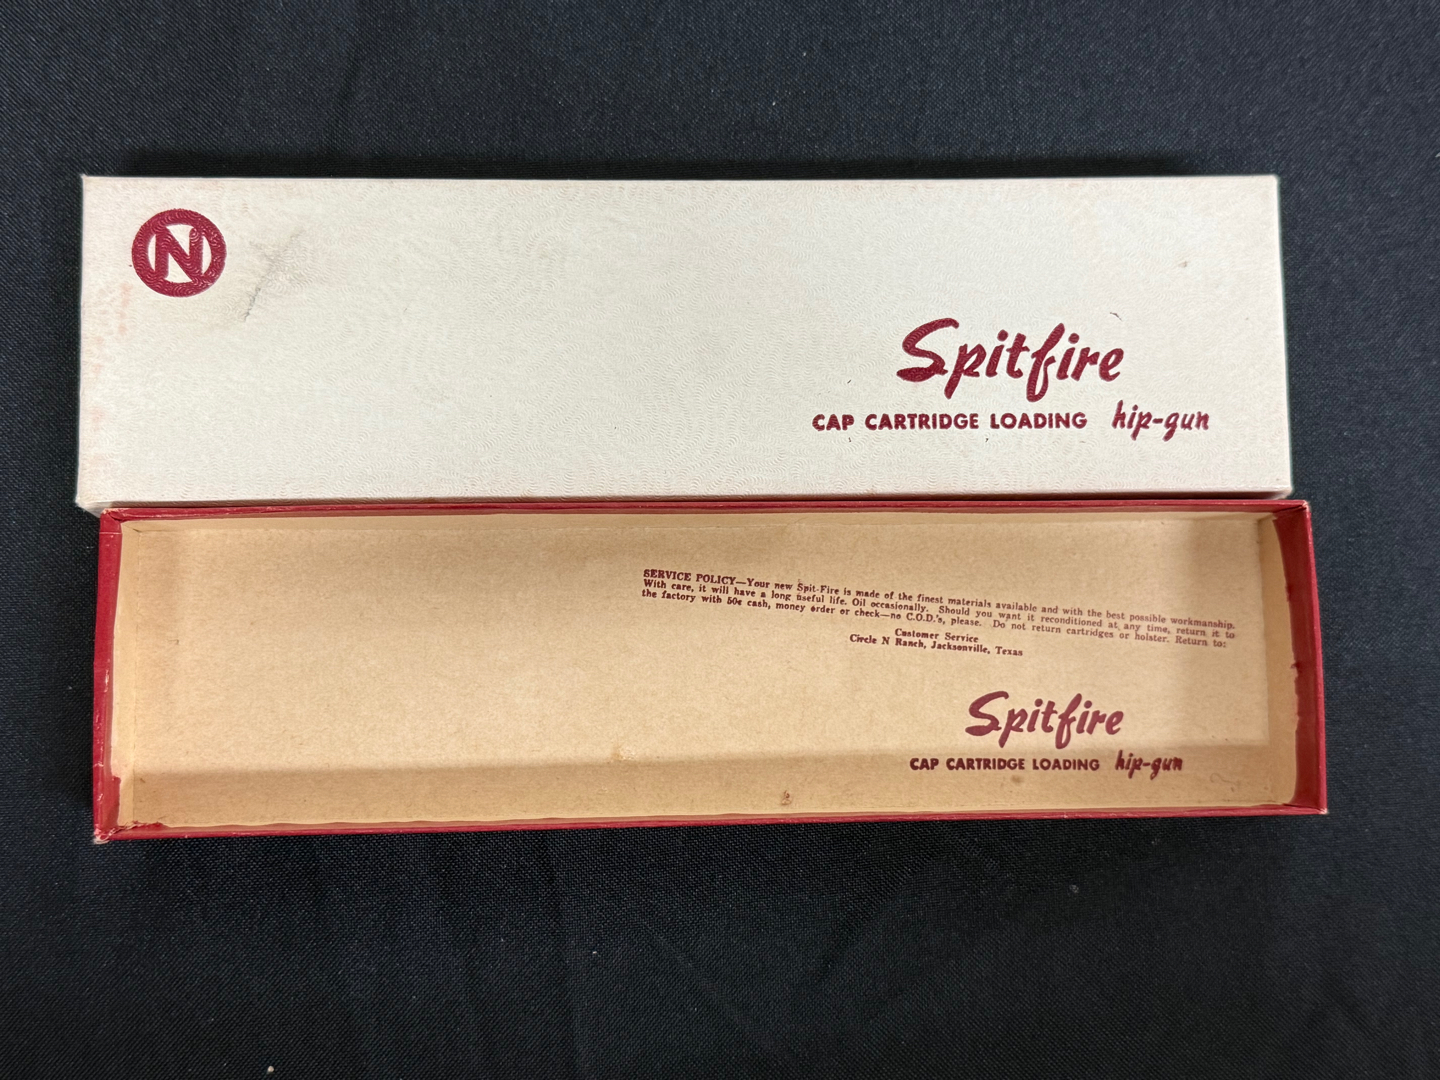 N
Spitfire
CAP CARTRIDGE LOADING hip-gun
SERVICE POLICY—Your new Spit-Fire is made of the finest materials available and with the best possible workmanship.
With care, it will have a long useful life. Oil occasionally. Should you want it reconditioned at any time, return it to
the factory with 50¢ cash, money order or check—no C.O.D.'s, please. Do not return cartridges or holster. Return to:
Customer Service
Circle N Ranch, Jacksonville, Texas
Spitfire
CAP CARTRIDGE LOADING hip-gun